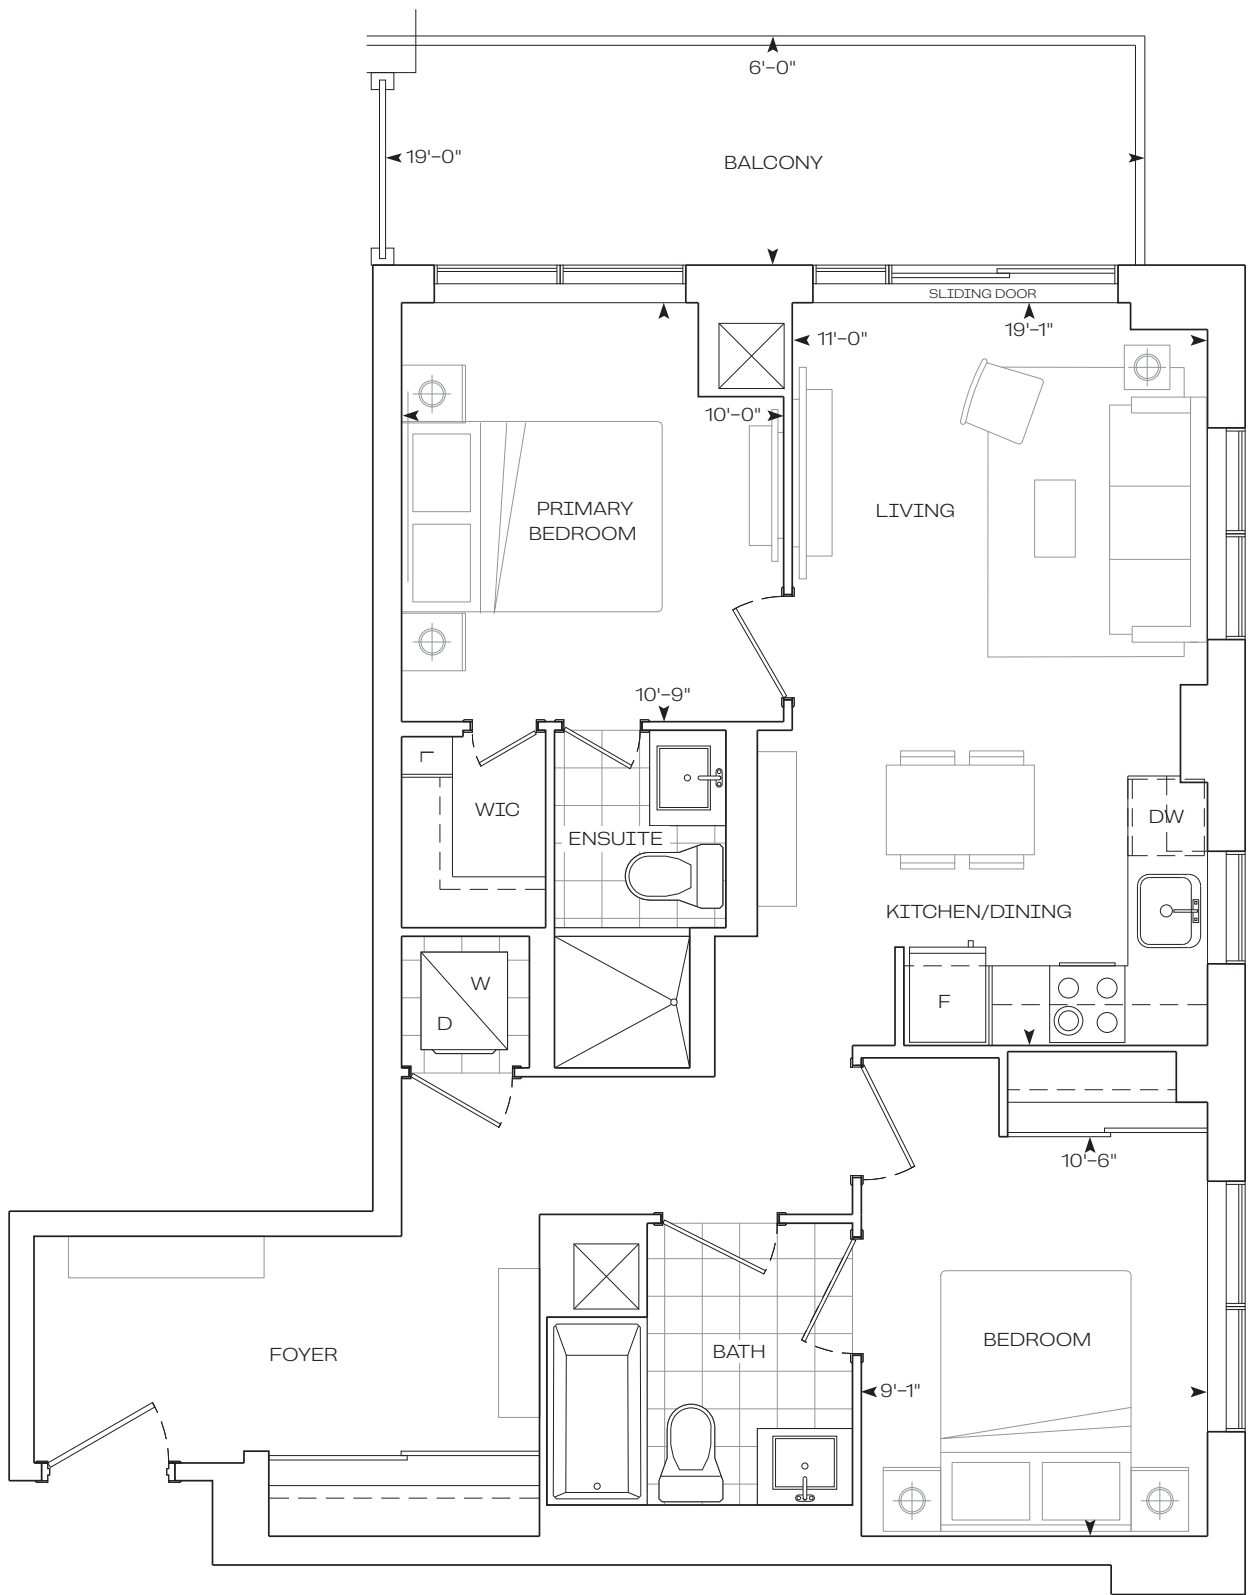 6'-0"
19'-0"
BALCONY
SLIDING DOOR
11'-0"
19'-1"
10'-0"
PRIMARY
BEDROOM
LIVING
10'-9"
WIC
ENSUITE
DW
KITCHEN/DINING
W
D
F
10'-6"
BEDROOM
BATH
FOYER
9'-1"